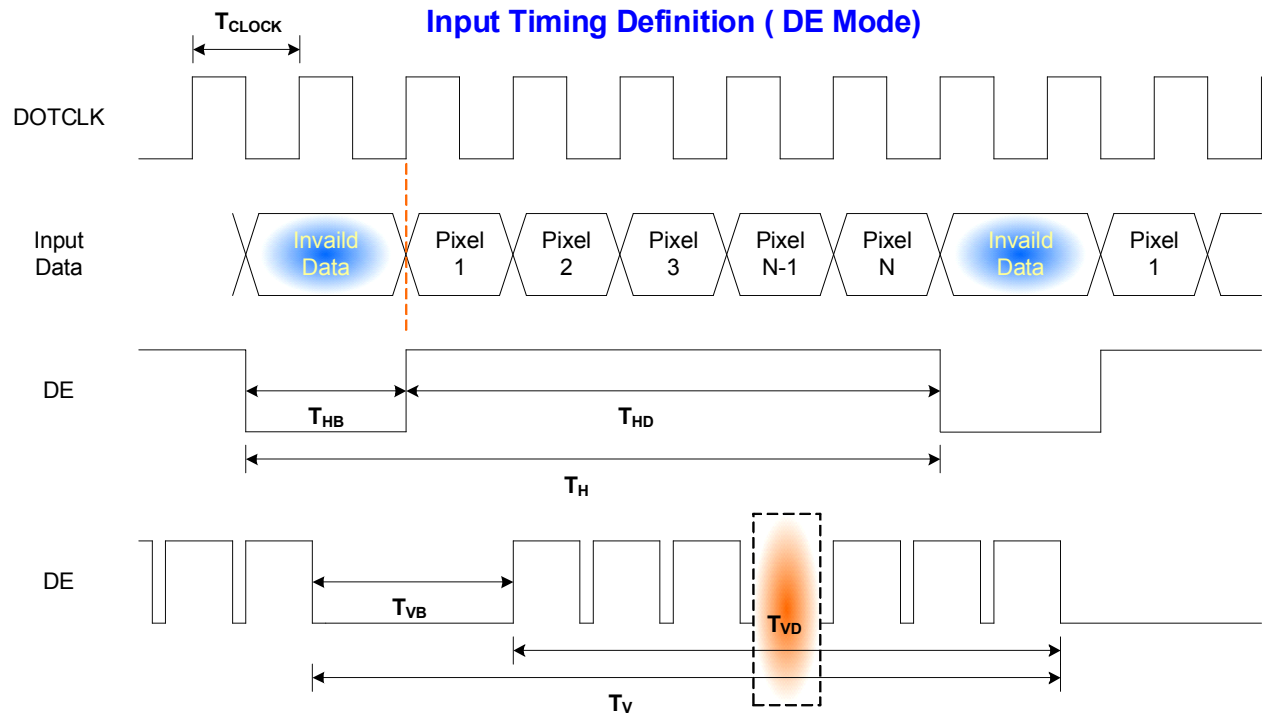 Input Timing Definition ( DE Mode)
TCLOCK
DOTCLK
Input
Data
Invaild
Data
Pixel
1
Pixel
2
Pixel
3
Pixel
N-1
Pixel
N
Invaild
Data
Pixel
1
DE
THB
THD
TH
DE
TVB
TVD
TV